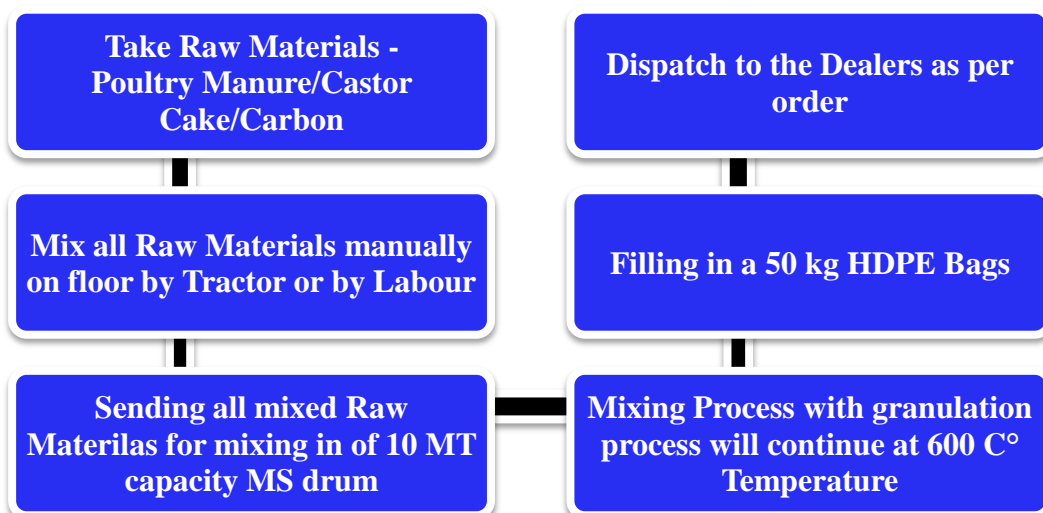 Take Raw Materials -
Poultry Manure/Castor
Cake/Carbon
Mix all Raw Materials manually
on floor by Tractor or by Labour
Sending all mixed Raw
Materilas for mixing in of 10 MT
capacity MS drum
Mixing Process with granulation
process will continue at 600 C°
Temperature
Filling in a 50 kg HDPE Bags
Dispatch to the Dealers as per
order